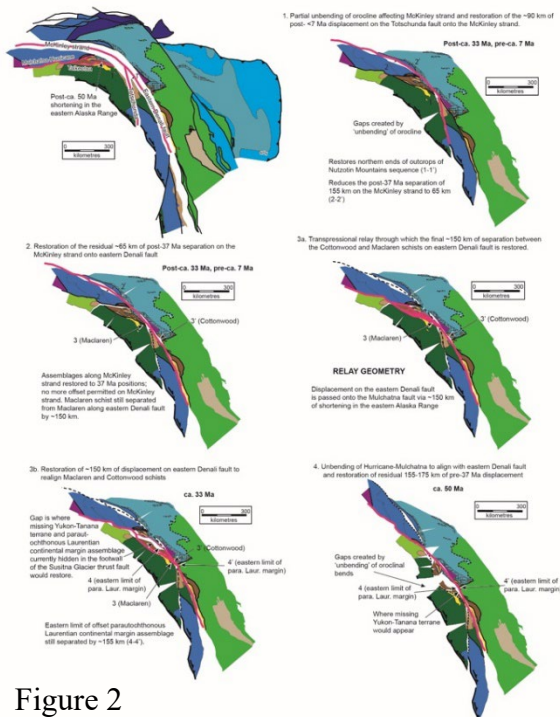 McKinley strand
Mulchatna-Hurricane
Talkeetna
Post-ca. 50 Ma
shortening in the
eastern Alaska Range
0 300
kilometres
1. Partial unbending of orocline affecting McKinley strand and restoration of the ~90 km of
post- <7 Ma displacement on the Totschunda fault onto the McKinley strand.
Post-ca. 33 Ma, pre-ca. 7 Ma
0 300
kilometres
Gaps created by
'unbending' of orocline
Restores northern ends of outcrops of
Nutzotin Mountains sequence (1-1')
Reduces the post-37 Ma separation of
155 km on the McKinley strand to 65 km
(2-2')
2. Restoration of the residual ~65 km of post-37 Ma separation on the
McKinley strand onto eastern Denali fault
Post-ca. 33 Ma, pre-ca. 7 Ma
0 300
kilometres
3' (Cottonwood)
3 (Maclaren)
Assemblages along McKinley
strand restored to 37 Ma positions;
no more offset permitted on McKinley
strand. Maclaren schist still separated
from Maclaren along eastern Denali fault
by ~150 km.
3a. Transpressional relay through which the final ~150 km of separation between
the Cottonwood and Maclaren schists on eastern Denali fault is restored.
0 300
kilometres
3' (Cottonwood)
3 (Maclaren)
RELAY GEOMETRY
Displacement on the eastern Denali fault
is passed onto the Mulchatna fault via ~150 km
of shortening in the eastern Alaska Range
3b. Restoration of ~150 km of displacement on eastern Denali fault to
realign Maclaren and Cottonwood schists
ca. 33 Ma
Gap is where
missing Yukon-Tanana
terrane and paraut-
ochthonous Laurentian
continental margin assemblage
currently hidden in the footwall
of the Susitna Glacier thrust fault
would restore.
0 300
kilometres
3' (Cottonwood)
4' (eastern limit of
para. Laur. margin)
4 (eastern limit of
para. Laur. margin)
3 (Maclaren)
Eastern limit of offset parautochthonous
Laurentian continental margin assemblage
still separated by ~155 km (4-4').
4. Unbending of Hurricane-Mulchatna to align with eastern Denali fault
and restoration of residual 155-175 km of pre-37 Ma displacement
ca. 50 Ma
0 300
kilometres
Gaps created by
'unbending' of oroclinal
bends
4 (eastern limit of
para. Laur. margin)
4' (eastern limit of
para. Laur. margin)
Where missing
Yukon-Tanana terrane
would appear
Figure 2